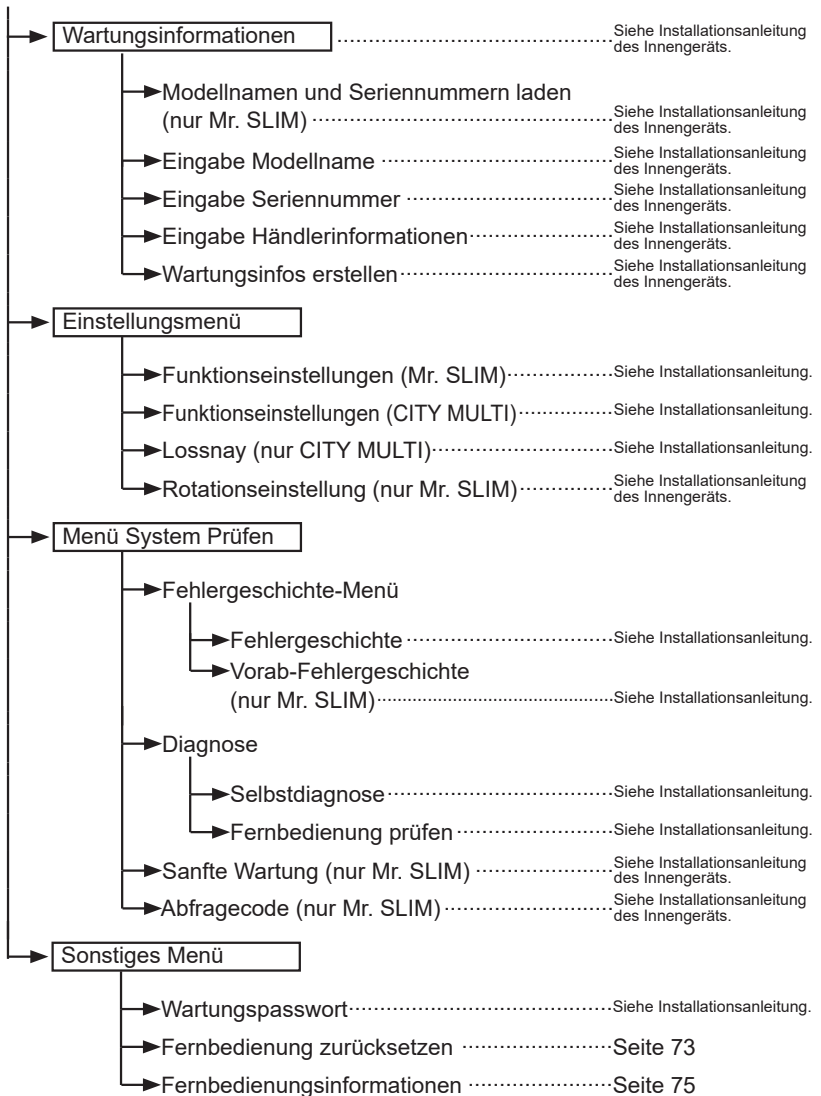 Wartungsinformationen ........ Siehe Installationsanleitung
des Innengeräts.
Modellnamen und Seriennummern laden
(nur Mr. SLIM) ........ Siehe Installationsanleitung
des Innengeräts.
Eingabe Modellname ........ Siehe Installationsanleitung
des Innengeräts.
Eingabe Seriennummer ........ Siehe Installationsanleitung
des Innengeräts.
Eingabe Händlerinformationen ........ Siehe Installationsanleitung
des Innengeräts.
Wartungsinfos erstellen ........ Siehe Installationsanleitung
des Innengeräts.
Einstellungsmenü
Funktionseinstellungen (Mr. SLIM) ........ Siehe Installationsanleitung.
Funktionseinstellungen (CITY MULTI) ........ Siehe Installationsanleitung.
Lossnay (nur CITY MULTI) ........ Siehe Installationsanleitung.
Rotationseinstellung (nur Mr. SLIM) ........ Siehe Installationsanleitung
des Innengeräts.
Menü System Prüfen
Fehlergeschichte-Menü
Fehlergeschichte ........ Siehe Installationsanleitung.
Vorab-Fehlergeschichte
(nur Mr. SLIM) ........ Siehe Installationsanleitung.
Diagnose
Selbstdiagnose ........ Siehe Installationsanleitung.
Fernbedienung prüfen ........ Siehe Installationsanleitung.
Sanfte Wartung (nur Mr. SLIM) ........ Siehe Installationsanleitung
des Innengeräts.
Abfragecode (nur Mr. SLIM) ........ Siehe Installationsanleitung
des Innengeräts.
Sonstiges Menü
Wartungspasswort ........ Siehe Installationsanleitung.
Fernbedienung zurücksetzen ........ Seite 73
Fernbedienungsinformationen ........ Seite 75